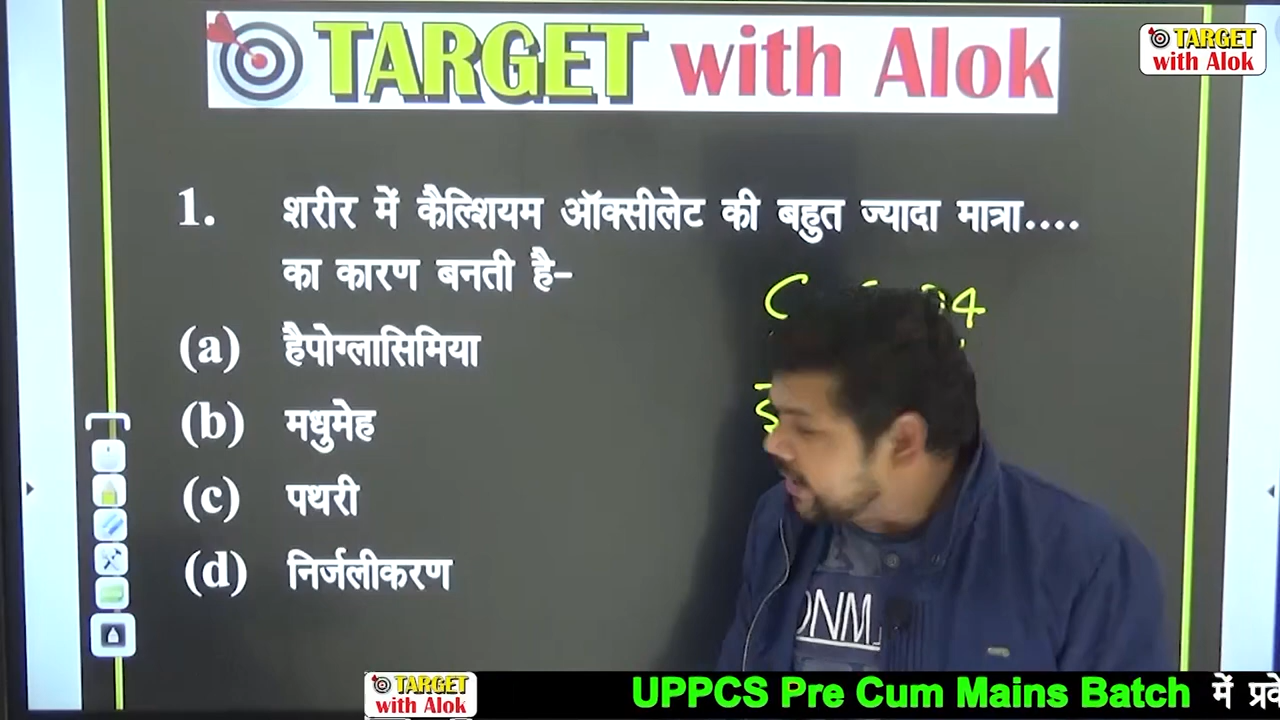 TARGET with Alok
TARGET
with Alok
1. शरीर में कैल्शियम ऑक्सीलेट की बहुत ज्यादा मात्रा....
का कारण बनती है-
(a) हैपोग्लासिमिया
(b) मधुमेह
(c) पथरी
(d) निर्जलीकरण
TARGET
with Alok
UPPCS Pre Cum Mains Batch में